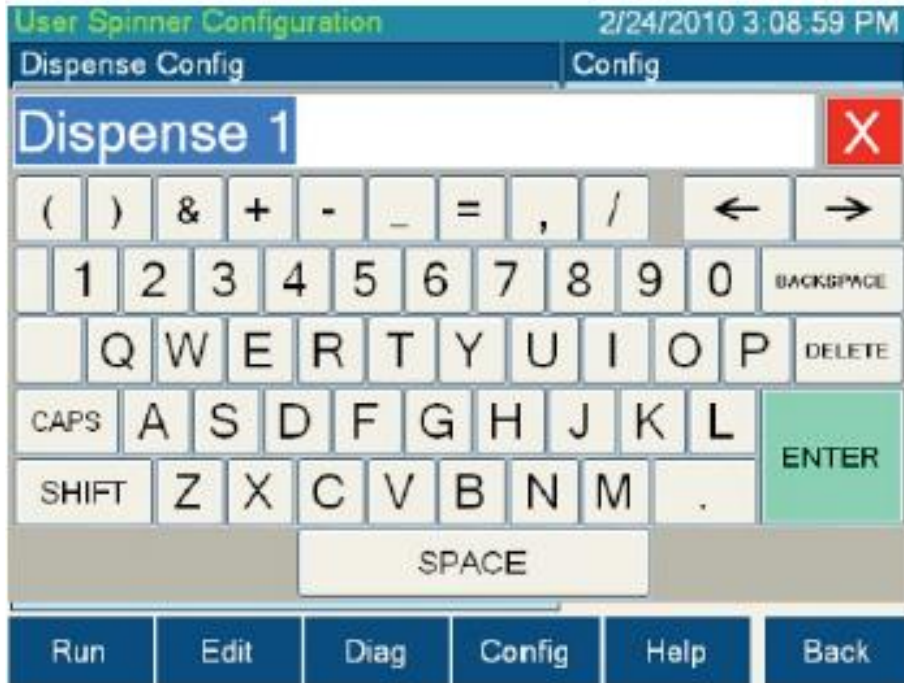 User Spinner Configuration 2/24/2010 3:08:59 PM
Dispense Config Config
Dispense 1 X
( ) & + - _ = , / ← →
1 2 3 4 5 6 7 8 9 0 BACKSPACE
Q W E R T Y U I O P DELETE
CAPS A S D F G H J K L
ENTER
SHIFT Z X C V B N M .
SPACE
Run Edit Diag Config Help Back